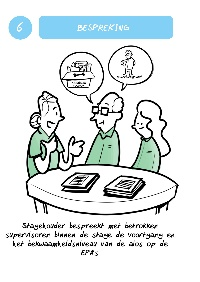 6
BESPREKING
Stagehouder bespreekt met betrokken
supervisoren binnen de stage de voortgang en
het bekwaamheidsniveau van de aios op de
EPA's